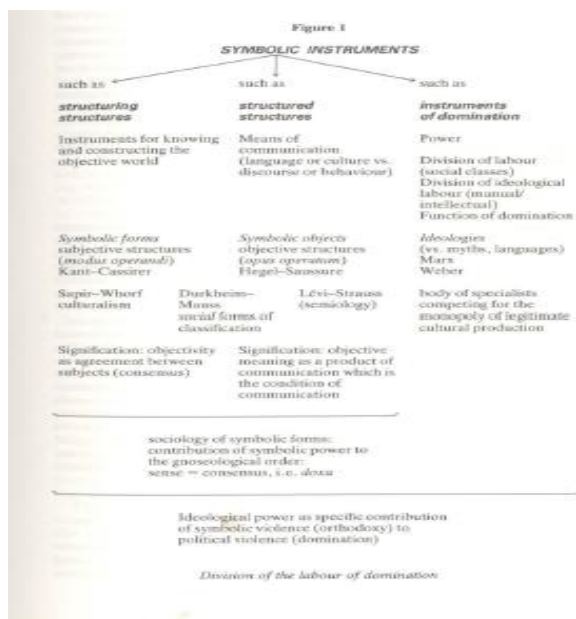 Figure 1
SYMBOLIC INSTRUMENTS
such as such as such as
structuring structured instruments
structures structures of domination
Instruments for knowing Means of Power
and constructing the communication
objective world (language or culture vs. Division of labour
discourse or behaviour) (social classes)
Division of ideological
labour (manual/
intellectual)
Function of domination
Symbolic forms Symbolic objects Ideologies
subjective structures objective structures (vs. myths, languages)
(modus operandi) (opus operatum) Marx
Kant–Cassirer Hegel–Saussure Weber
Sapir–Whorf Durkheim– Lévi-Strauss body of specialists
culturalism Mauss (semiology) competing for the
social forms of monopoly of legitimate
classification cultural production
Signification: objectivity Signification: objective
as agreement between meaning as a product of
subjects (consensus) communication which is
the condition of
communication
sociology of symbolic forms:
contribution of symbolic power to
the gnoseological order:
sense = consensus, i.e. doxa
Ideological power as specific contribution
of symbolic violence (orthodoxy) to
political violence (domination)
Division of the labour of domination